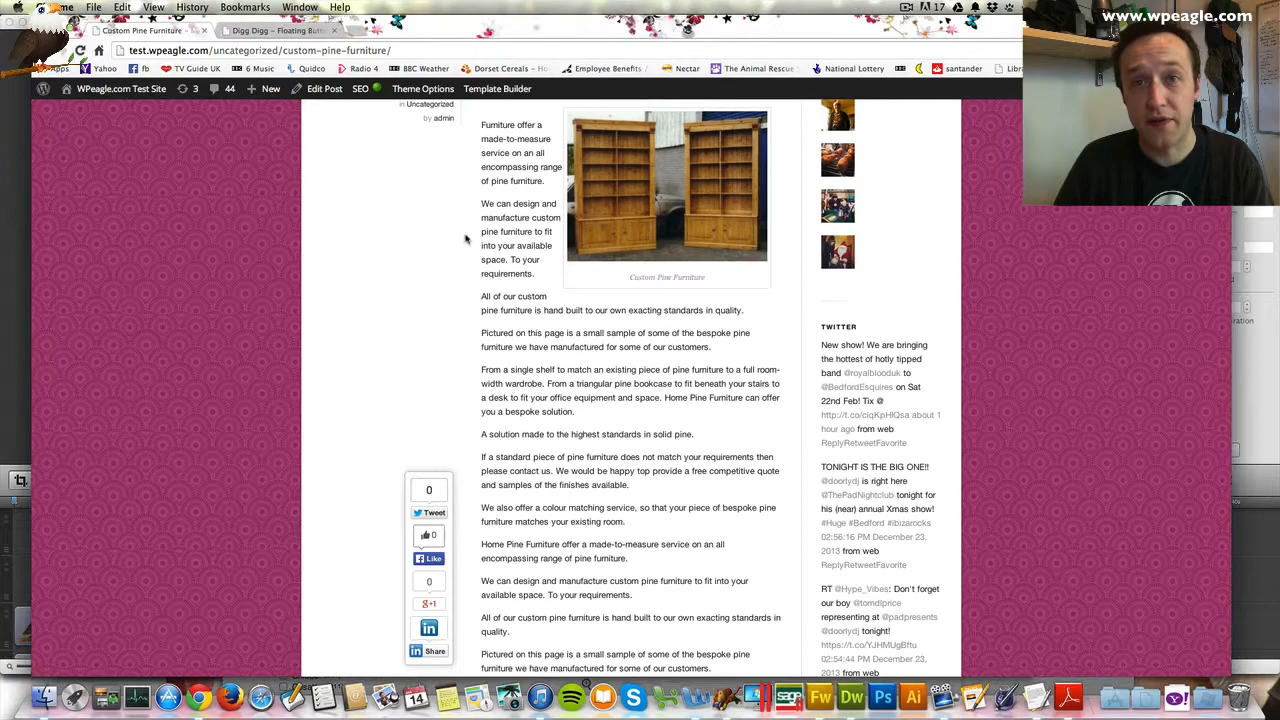 www.wpeagle.com
Chrome File Edit View History Bookmarks Window Help
17
Custom Pine Furniture
Digg Digg – Floating Butt
test.wpeagle.com/uncategorized/custom-pine-furniture/
Apps Yahoo fb TV Guide UK 6 Music Quidco Radio 4 BBC Weather Dorset Cereals - Ho Employee Benefits / Nectar The Animal Rescue National Lottery santander
WPeagle.com Test Site 3 44 + New Edit Post SEO Theme Options Template Builder
in Uncategorized
by admin
Furniture offer a
made-to-measure
service on an all
encompassing range
of pine furniture.
We can design and
manufacture custom
pine furniture to fit
into your available
space. To your
requirements.
Custom Pine Furniture
All of our custom
pine furniture is hand built to our own exacting standards in quality.
Pictured on this page is a small sample of some of the bespoke pine
furniture we have manufactured for some of our customers.
From a single shelf to match an existing piece of pine furniture to a full room-
width wardrobe. From a triangular pine bookcase to fit beneath your stairs to
a desk to fit your office equipment and space. Home Pine Furniture can offer
you a bespoke solution.
A solution made to the highest standards in solid pine.
If a standard piece of pine furniture does not match your requirements then
please contact us. We would be happy top provide a free competitive quote
and samples of the finishes available.
We also offer a colour matching service, so that your piece of bespoke pine
furniture matches your existing room.
Home Pine Furniture offer a made-to-measure service on an all
encompassing range of pine furniture.
We can design and manufacture custom pine furniture to fit into your
available space. To your requirements.
All of our custom pine furniture is hand built to our own exacting standards in
quality.
Pictured on this page is a small sample of some of the bespoke pine
furniture we have manufactured for some of our customers.
0
Tweet
0
Like
0
g+1
in
in Share
TWITTER
New show! We are bringing
the hottest of hotly tipped
band @royalblooduk to
@BedfordEsquires on Sat
22nd Feb! Tix @
http://t.co/ciqKpHIQsa about 1
hour ago from web
ReplyRetweetFavorite
TONIGHT IS THE BIG ONE!!
@doorlydj is right here
@ThePadNightclub tonight for
his (near) annual Xmas show!
#Huge #Bedford #ibizarocks
02:56:16 PM December 23,
2013 from web
ReplyRetweetFavorite
RT @Hype_Vibes: Don't forget
our boy @tomdlprice
representing at @padpresents
@doorlydj tonight!
https://t.co/YJHMUgBftu
02:54:44 PM December 23,
2013 from web
14
sage
Fw
Dw
Ps
Ai
Y!